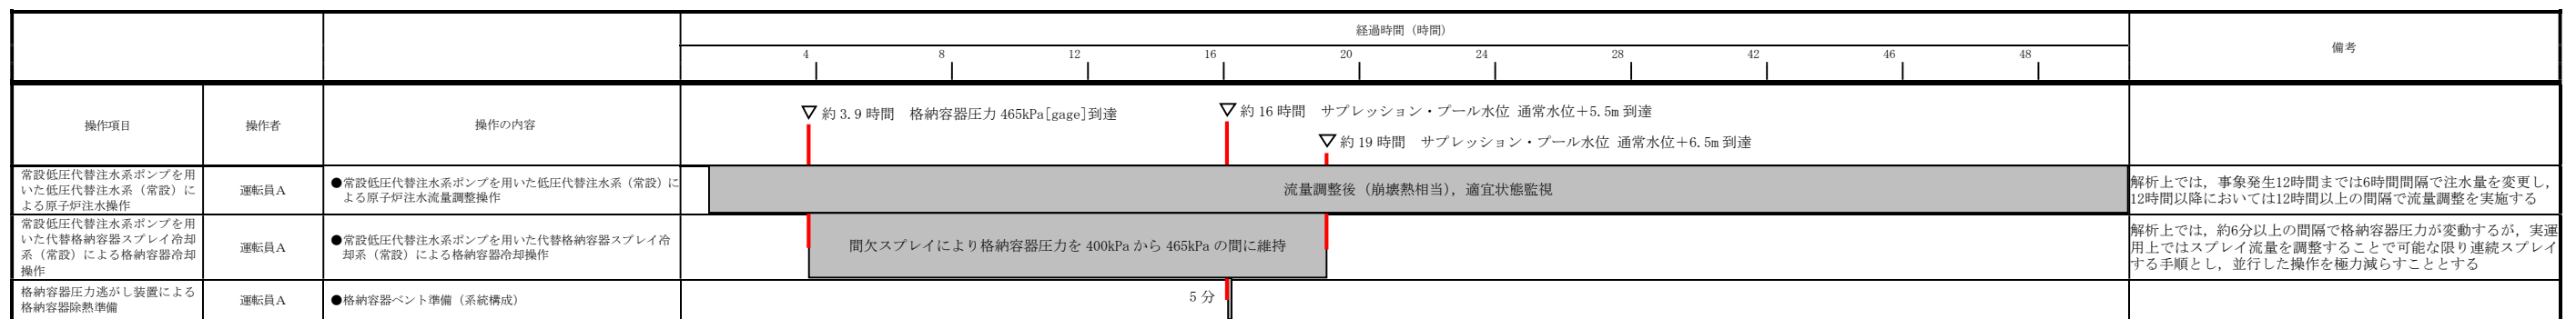 経過時間（時間）
備考
4 8 12 16 20 24 28 42 46 48
操作項目
操作者
操作の内容
▽ 約 3.9 時間　格納容器圧力 465kPa[gage]到達
▽ 約 16 時間　サプレッション・プール水位 通常水位＋5.5m 到達
▽ 約 19 時間　サプレッション・プール水位 通常水位＋6.5m 到達
常設低圧代替注水系ポンプを用
いた低圧代替注水系（常設）に
よる原子炉注水操作
運転員A
●常設低圧代替注水系ポンプを用いた低圧代替注水系（常設）に
よる原子炉注水流量調整操作
流量調整後（崩壊熱相当），適宜状態監視
解析上では，事象発生12時間までは6時間間隔で注水量を変更し，
12時間以降においては12時間以上の間隔で流量調整を実施する
常設低圧代替注水系ポンプを用
いた代替格納容器スプレイ冷却
系（常設）による格納容器冷却
操作
運転員A
●常設低圧代替注水系ポンプを用いた代替格納容器スプレイ冷
却系（常設）による格納容器冷却操作
間欠スプレイにより格納容器圧力を 400kPa から 465kPa の間に維持
解析上では，約6分以上の間隔で格納容器圧力が変動するが，実運
用上ではスプレイ流量を調整することで可能な限り連続スプレイ
する手順とし，並行した操作を極力減らすこととする
格納容器圧力逃がし装置による
格納容器除熱準備
運転員A
●格納容器ベント準備（系統構成）
5 分